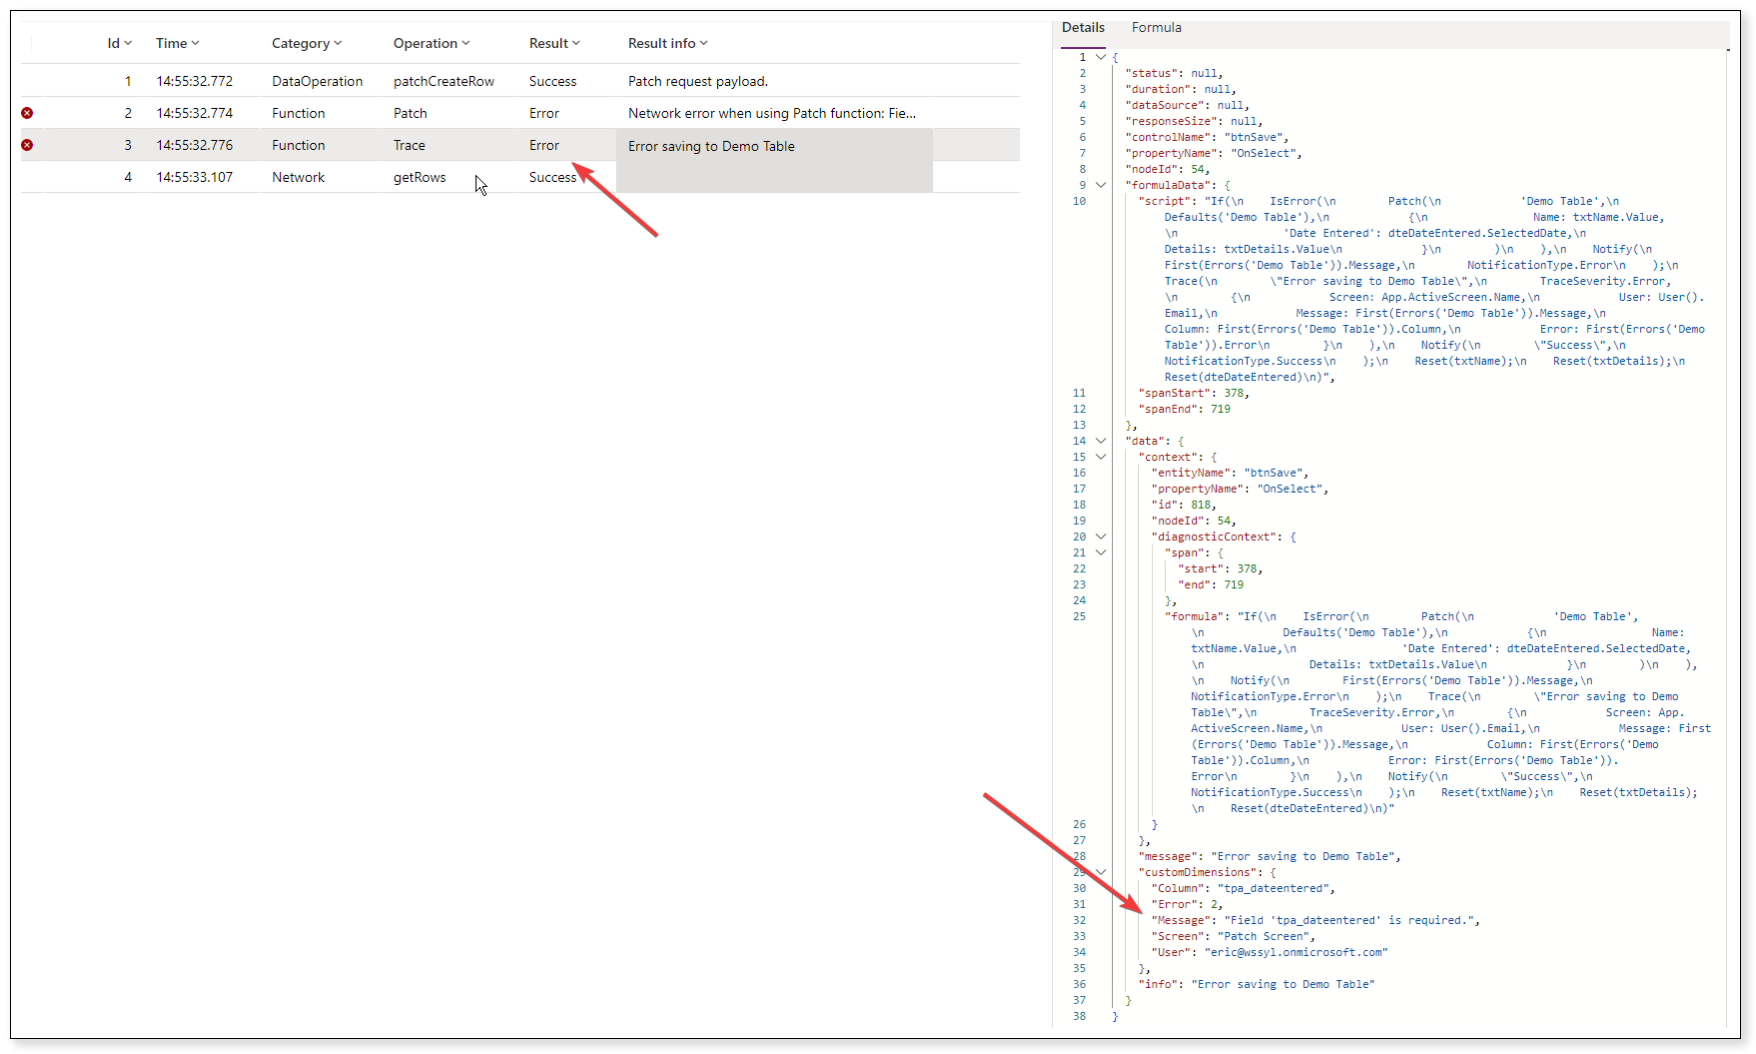 Id Time Category Operation Result Result info
1 14:55:32.772 DataOperation patchCreateRow Success Patch request payload.
2 14:55:32.774 Function Patch Error Network error when using Patch function: Fie...
3 14:55:32.776 Function Trace Error Error saving to Demo Table
4 14:55:33.107 Network getRows Success
Details Formula
1 {
2 "status": null,
3 "duration": null,
4 "dataSource": null,
5 "responseSize": null,
6 "controlName": "btnSave",
7 "propertyName": "OnSelect",
8 "nodeId": 54,
9 "formulaData": {
10 "script": "If(\n    IsError(\n        Patch(\n            'Demo Table',\n
Defaults('Demo Table'),\n            {\n                Name: txtName.Value,
\n                'Date Entered': dteDateEntered.SelectedDate,\n
Details: txtDetails.Value\n            }\n        )\n    ),\n    Notify(\n
First(Errors('Demo Table')).Message,\n        NotificationType.Error\n    );\n
Trace(\n        \"Error saving to Demo Table\",\n        TraceSeverity.Error,
\n        {\n            Screen: App.ActiveScreen.Name,\n            User: User().
Email,\n            Message: First(Errors('Demo Table')).Message,\n
Column: First(Errors('Demo Table')).Column,\n            Error: First(Errors('Demo
Table')).Error\n        }\n    ),\n    Notify(\n        \"Success\",\n
NotificationType.Success\n    );\n    Reset(txtName);\n    Reset(txtDetails);\n
Reset(dteDateEntered)\n)",
11 "spanStart": 378,
12 "spanEnd": 719
13 },
14 "data": {
15 "context": {
16 "entityName": "btnSave",
17 "propertyName": "OnSelect",
18 "id": 818,
19 "nodeId": 54,
20 "diagnosticContext": {
21 "span": {
22 "start": 378,
23 "end": 719
24 },
25 "formula": "If(\n    IsError(\n        Patch(\n            'Demo Table',
\n            Defaults('Demo Table'),\n            {\n                Name:
txtName.Value,\n                'Date Entered': dteDateEntered.SelectedDate,
\n                Details: txtDetails.Value\n            }\n        )\n    ),
\n    Notify(\n        First(Errors('Demo Table')).Message,\n
NotificationType.Error\n    );\n    Trace(\n        \"Error saving to Demo
Table\",\n        TraceSeverity.Error,\n        {\n            Screen: App.
ActiveScreen.Name,\n            User: User().Email,\n            Message: First
(Errors('Demo Table')).Message,\n            Column: First(Errors('Demo
Table')).Column,\n            Error: First(Errors('Demo Table')).
Error\n        }\n    ),\n    Notify(\n        \"Success\",\n
NotificationType.Success\n    );\n    Reset(txtName);\n    Reset(txtDetails);
\n    Reset(dteDateEntered)\n)"
26 }
27 },
28 "message": "Error saving to Demo Table",
29 "customDimensions": {
30 "Column": "tpa_dateentered",
31 "Error": 2,
32 "Message": "Field 'tpa_dateentered' is required.",
33 "Screen": "Patch Screen",
34 "User": "eric@wssyl.onmicrosoft.com"
35 },
36 "info": "Error saving to Demo Table"
37 }
38 }